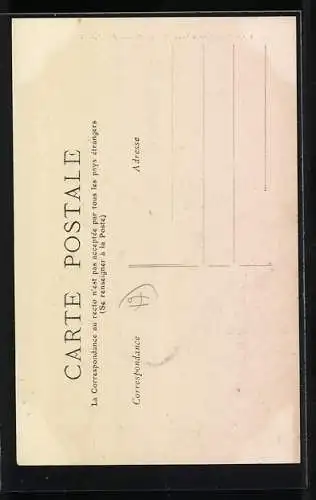 CARTE POSTALE
La Correspondance au recto n'est pas acceptée par tous les pays étrangers
(Se renseigner à la Poste)
Correspondance
Adresse